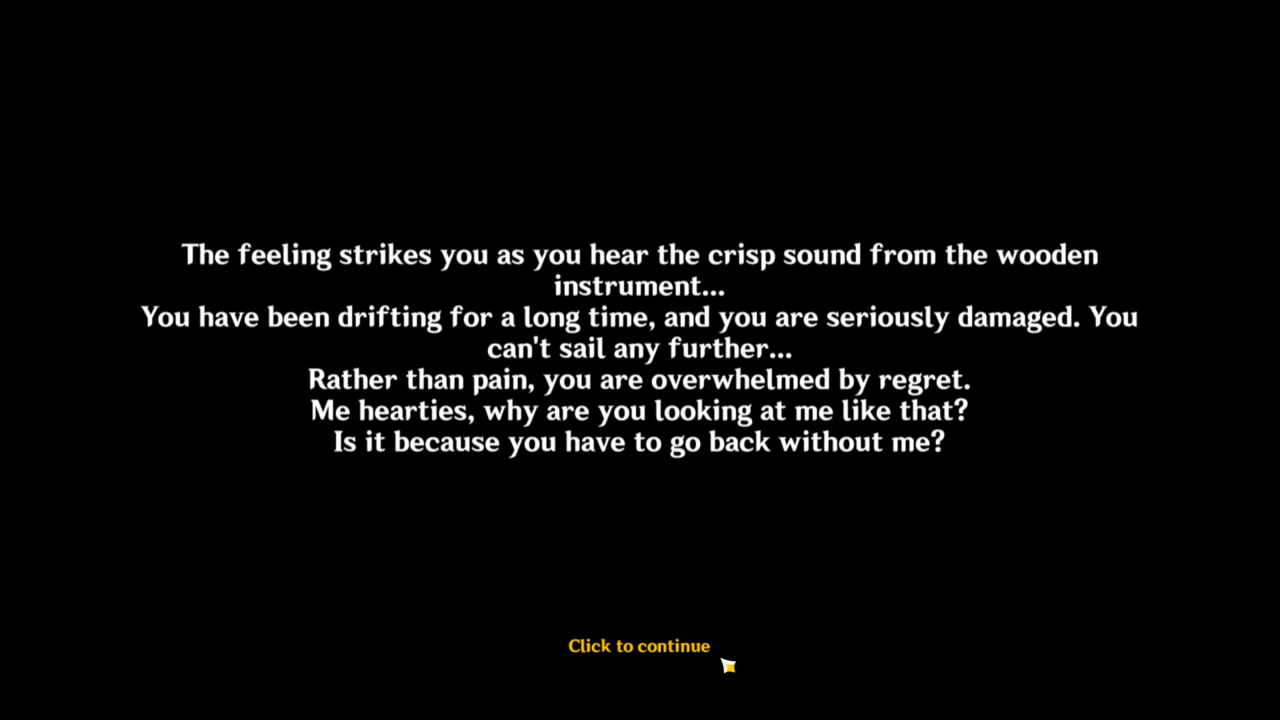 The feeling strikes you as you hear the crisp sound from the wooden
instrument...
You have been drifting for a long time, and you are seriously damaged. You
can't sail any further...
Rather than pain, you are overwhelmed by regret.
Me hearties, why are you looking at me like that?
Is it because you have to go back without me?
Click to continue